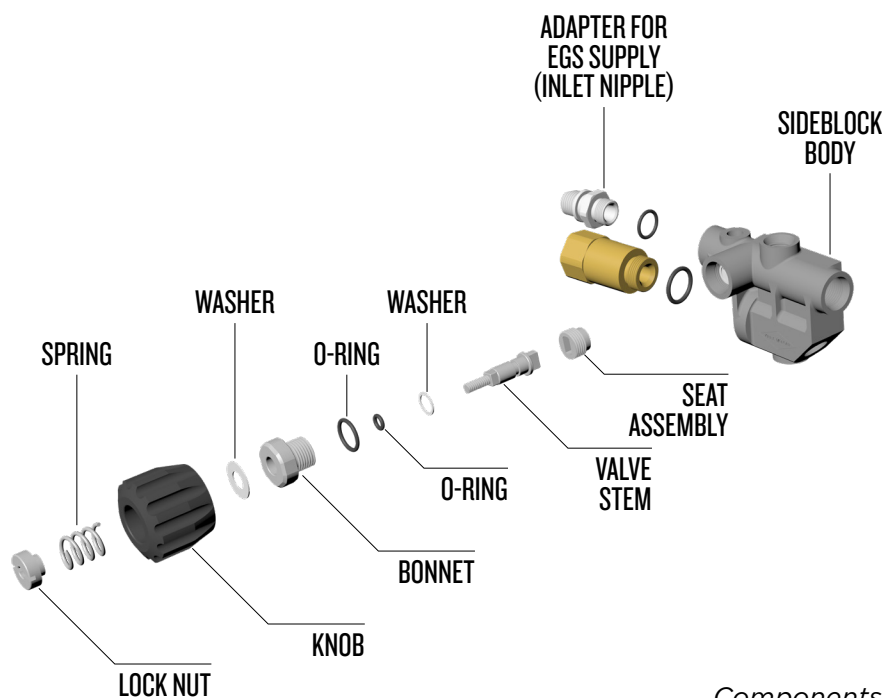 ADAPTER FOR
EGS SUPPLY
(INLET NIPPLE)
SIDEBLOCK
BODY
WASHER
WASHER
SPRING
O-RING
SEAT
ASSEMBLY
O-RING
VALVE
STEM
BONNET
KNOB
LOCK NUT
Components